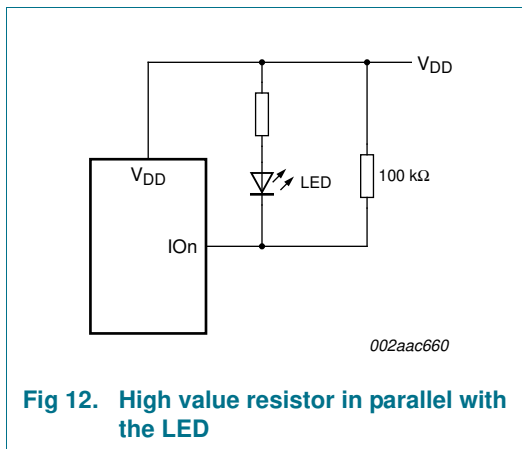 VDD
VDD
LED
100 kΩ
IOn
002aac660
Fig 12. High value resistor in parallel with
the LED